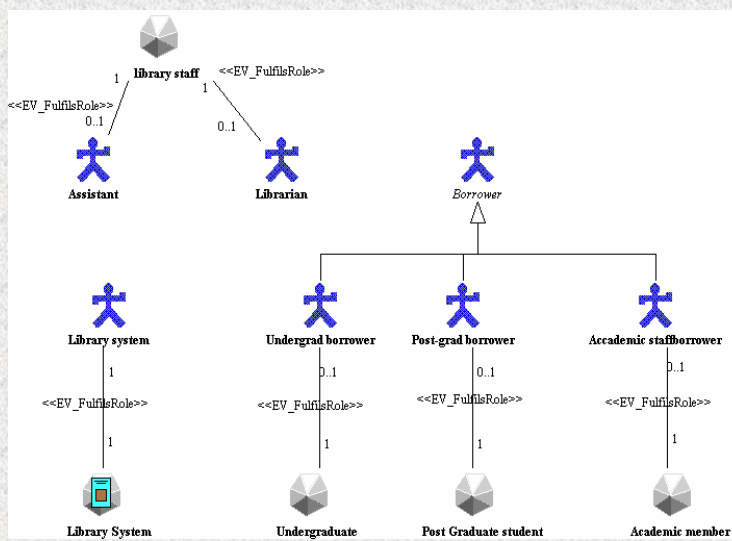 library staff
1
<<EV_FulfilsRole>>
1
<<EV_FulfilsRole>>
0..1
0..1
Assistant
Librarian
Borrower
Library system
Undergrad borrower
Post-grad borrower
Accademic staffborrower
1
0..1
0..1
0..1
<<EV_FulfilsRole>>
<<EV_FulfilsRole>>
<<EV_FulfilsRole>>
<<EV_FulfilsRole>>
1
1
1
1
Library System
Undergraduate
Post Graduate student
Academic member